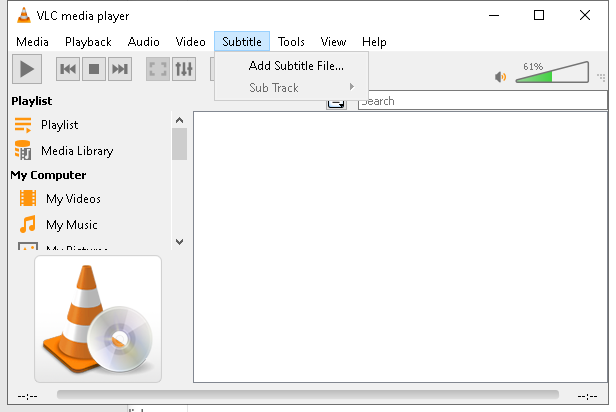 VLC media player
Media Playback Audio Video Subtitle Tools View Help
Add Subtitle File...
Sub Track
61%
Playlist
Search
Playlist
Media Library
My Computer
My Videos
My Music
My Pictures
--:-- --:--